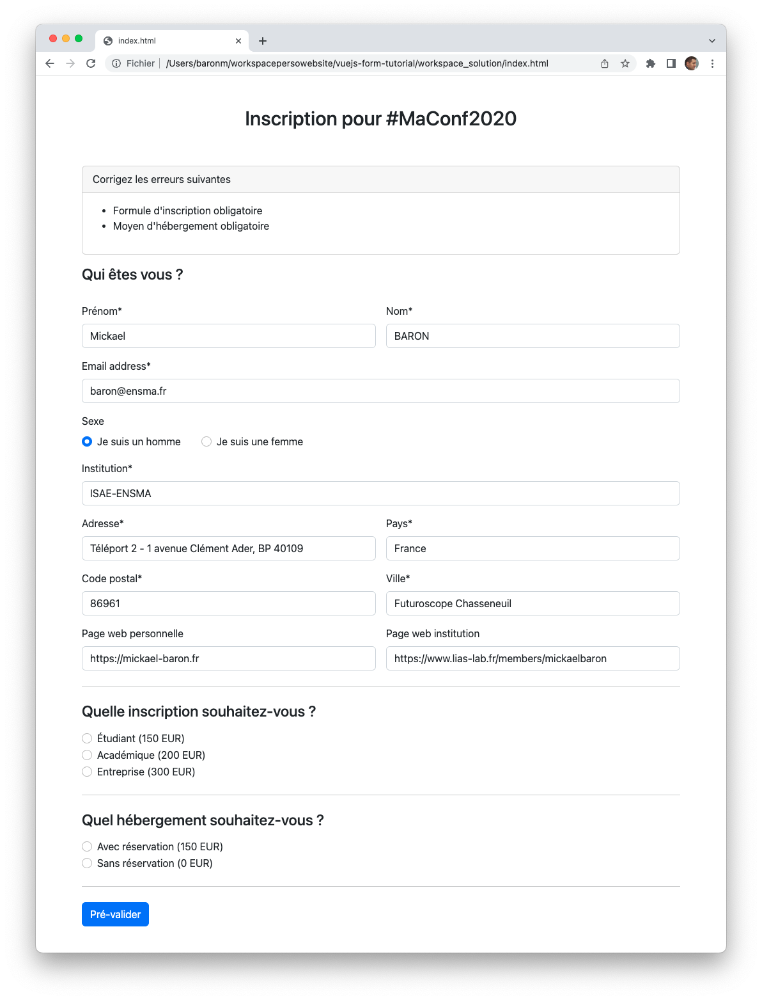 index.html
Fichier /Users/baronm/workspacepersowebsite/vuejs-form-tutorial/workspace_solution/index.html
Inscription pour #MaConf2020
Corrigez les erreurs suivantes
• Formule d'inscription obligatoire
• Moyen d'hébergement obligatoire
Qui êtes vous ?
Prénom* Nom*
Mickael BARON
Email address*
baron@ensma.fr
Sexe
Je suis un homme Je suis une femme
Institution*
ISAE-ENSMA
Adresse* Pays*
Téléport 2 - 1 avenue Clément Ader, BP 40109 France
Code postal* Ville*
86961 Futuroscope Chasseneuil
Page web personnelle Page web institution
https://mickael-baron.fr https://www.lias-lab.fr/members/mickaelbaron
Quelle inscription souhaitez-vous ?
Étudiant (150 EUR)
Académique (200 EUR)
Entreprise (300 EUR)
Quel hébergement souhaitez-vous ?
Avec réservation (150 EUR)
Sans réservation (0 EUR)
Pré-valider